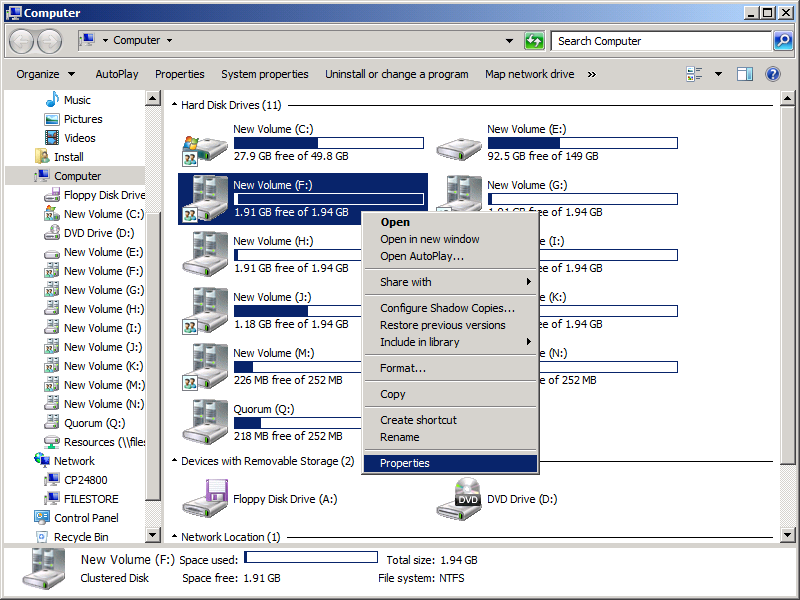 Computer
Computer
Search Computer
Organize AutoPlay Properties System properties Uninstall or change a program Map network drive »
Music
Pictures
Videos
Install
Computer
Floppy Disk Drive
New Volume (C:)
DVD Drive (D:)
New Volume (E:)
New Volume (F:)
New Volume (G:)
New Volume (H:)
New Volume (I:)
New Volume (J:)
New Volume (K:)
New Volume (M:)
New Volume (N:)
Quorum (Q:)
Resources (\\files
Network
CP24800
FILESTORE
Control Panel
Recycle Bin
Hard Disk Drives (11)
New Volume (C:)
27.9 GB free of 49.8 GB
New Volume (E:)
92.5 GB free of 149 GB
New Volume (F:)
1.91 GB free of 1.94 GB
New Volume (G:)
1.91 GB free of 1.94 GB
New Volume (H:)
1.91 GB free of 1.94 GB
e (I:)
ree of 1.94 GB
New Volume (J:)
1.18 GB free of 1.94 GB
e (K:)
ree of 1.94 GB
New Volume (M:)
226 MB free of 252 MB
e (N:)
ee of 252 MB
Quorum (Q:)
218 MB free of 252 MB
Open
Open in new window
Open AutoPlay...
Share with
Configure Shadow Copies...
Restore previous versions
Include in library
Format...
Copy
Create shortcut
Rename
Properties
Devices with Removable Storage (2)
Floppy Disk Drive (A:)
DVD
DVD Drive (D:)
Network Location (1)
New Volume (F:) Space used: Total size: 1.94 GB
Clustered Disk Space free: 1.91 GB File system: NTFS